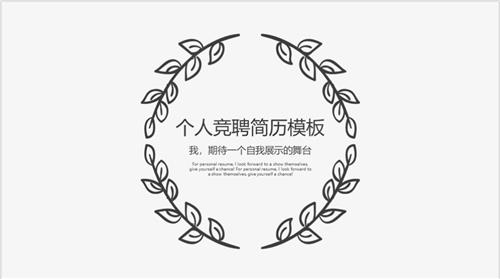 个人竞聘简历模板
我，期待一个自我展示的舞台
For personal resume, I look forward to a show themselves,
give yourself a chance! For personal resume, I look forward
to a show themselves, give yourself a chance!